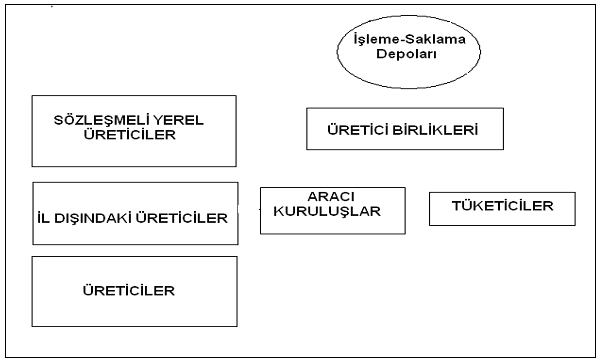 İşleme-Saklama
Depoları
SÖZLEŞMELİ YEREL
ÜRETİCİLER
ÜRETİCİ BİRLİKLERİ
İL DIŞINDAKİ ÜRETİCİLER
ARACI
KURULUŞLAR
TÜKETİCİLER
ÜRETİCİLER